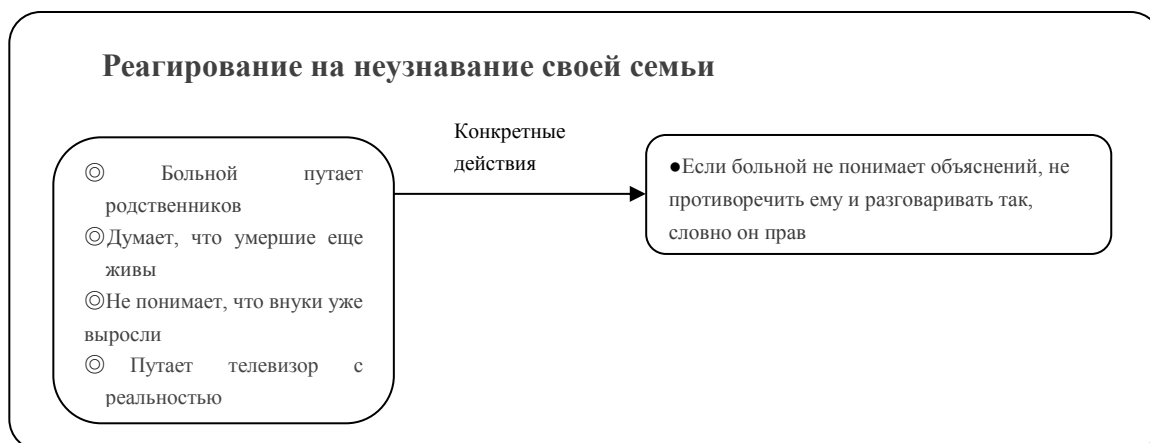 Реагирование на неузнавание своей семьи
◎ Больной путает
родственников
◎Думает, что умершие еще
живы
◎Не понимает, что внуки уже
выросли
◎ Путает телевизор с
реальностью
Конкретные
действия
●Если больной не понимает объяснений, не
противоречить ему и разговаривать так,
словно он прав